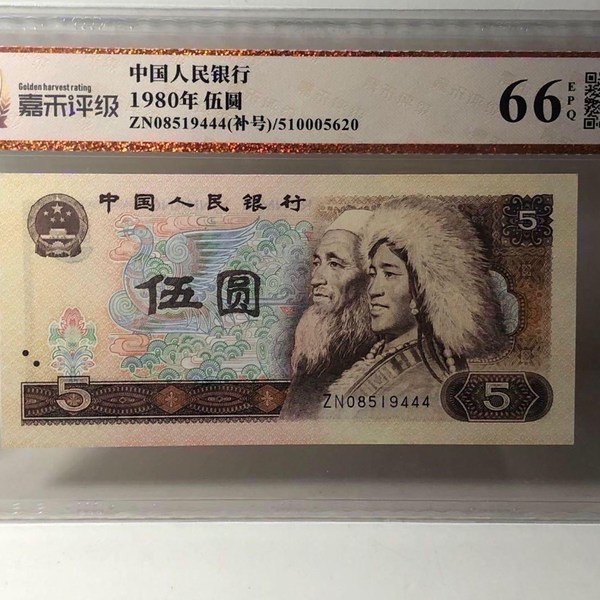 Golden harvest rating
嘉禾评级
中国人民银行
1980年 伍圆
ZN08519444(补号)/510005620
66
EPQ
中国人民银行
5
伍圆
5
ZN08519444
5